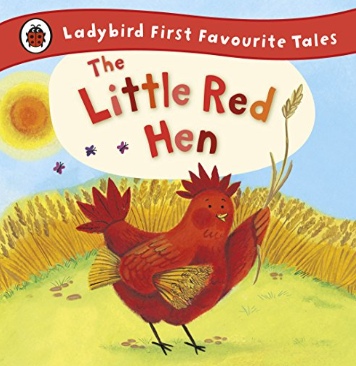 Ladybird First Favourite Tales
The
Little Red
Hen